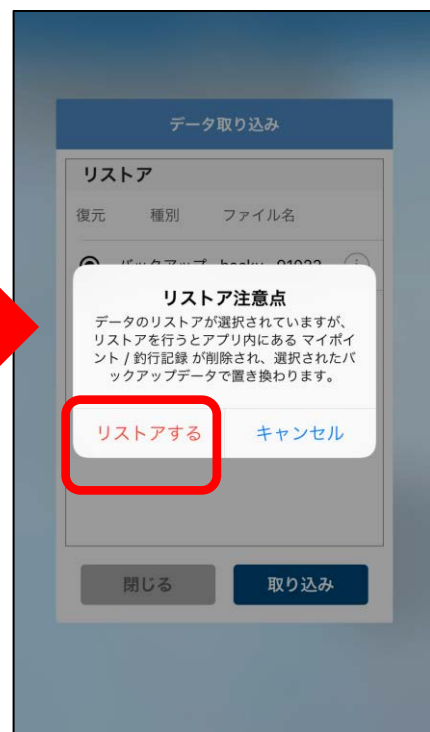 データ取り込み
リストア
復元 種別 ファイル名
バックアップ
リストア注意点
データのリストアが選択されていますが、
リストアを行うとアプリ内にある マイポイ
ント / 釣行記録 が削除され、選択されたバ
ックアップデータで置き換わります。
リストアする キャンセル
閉じる 取り込み